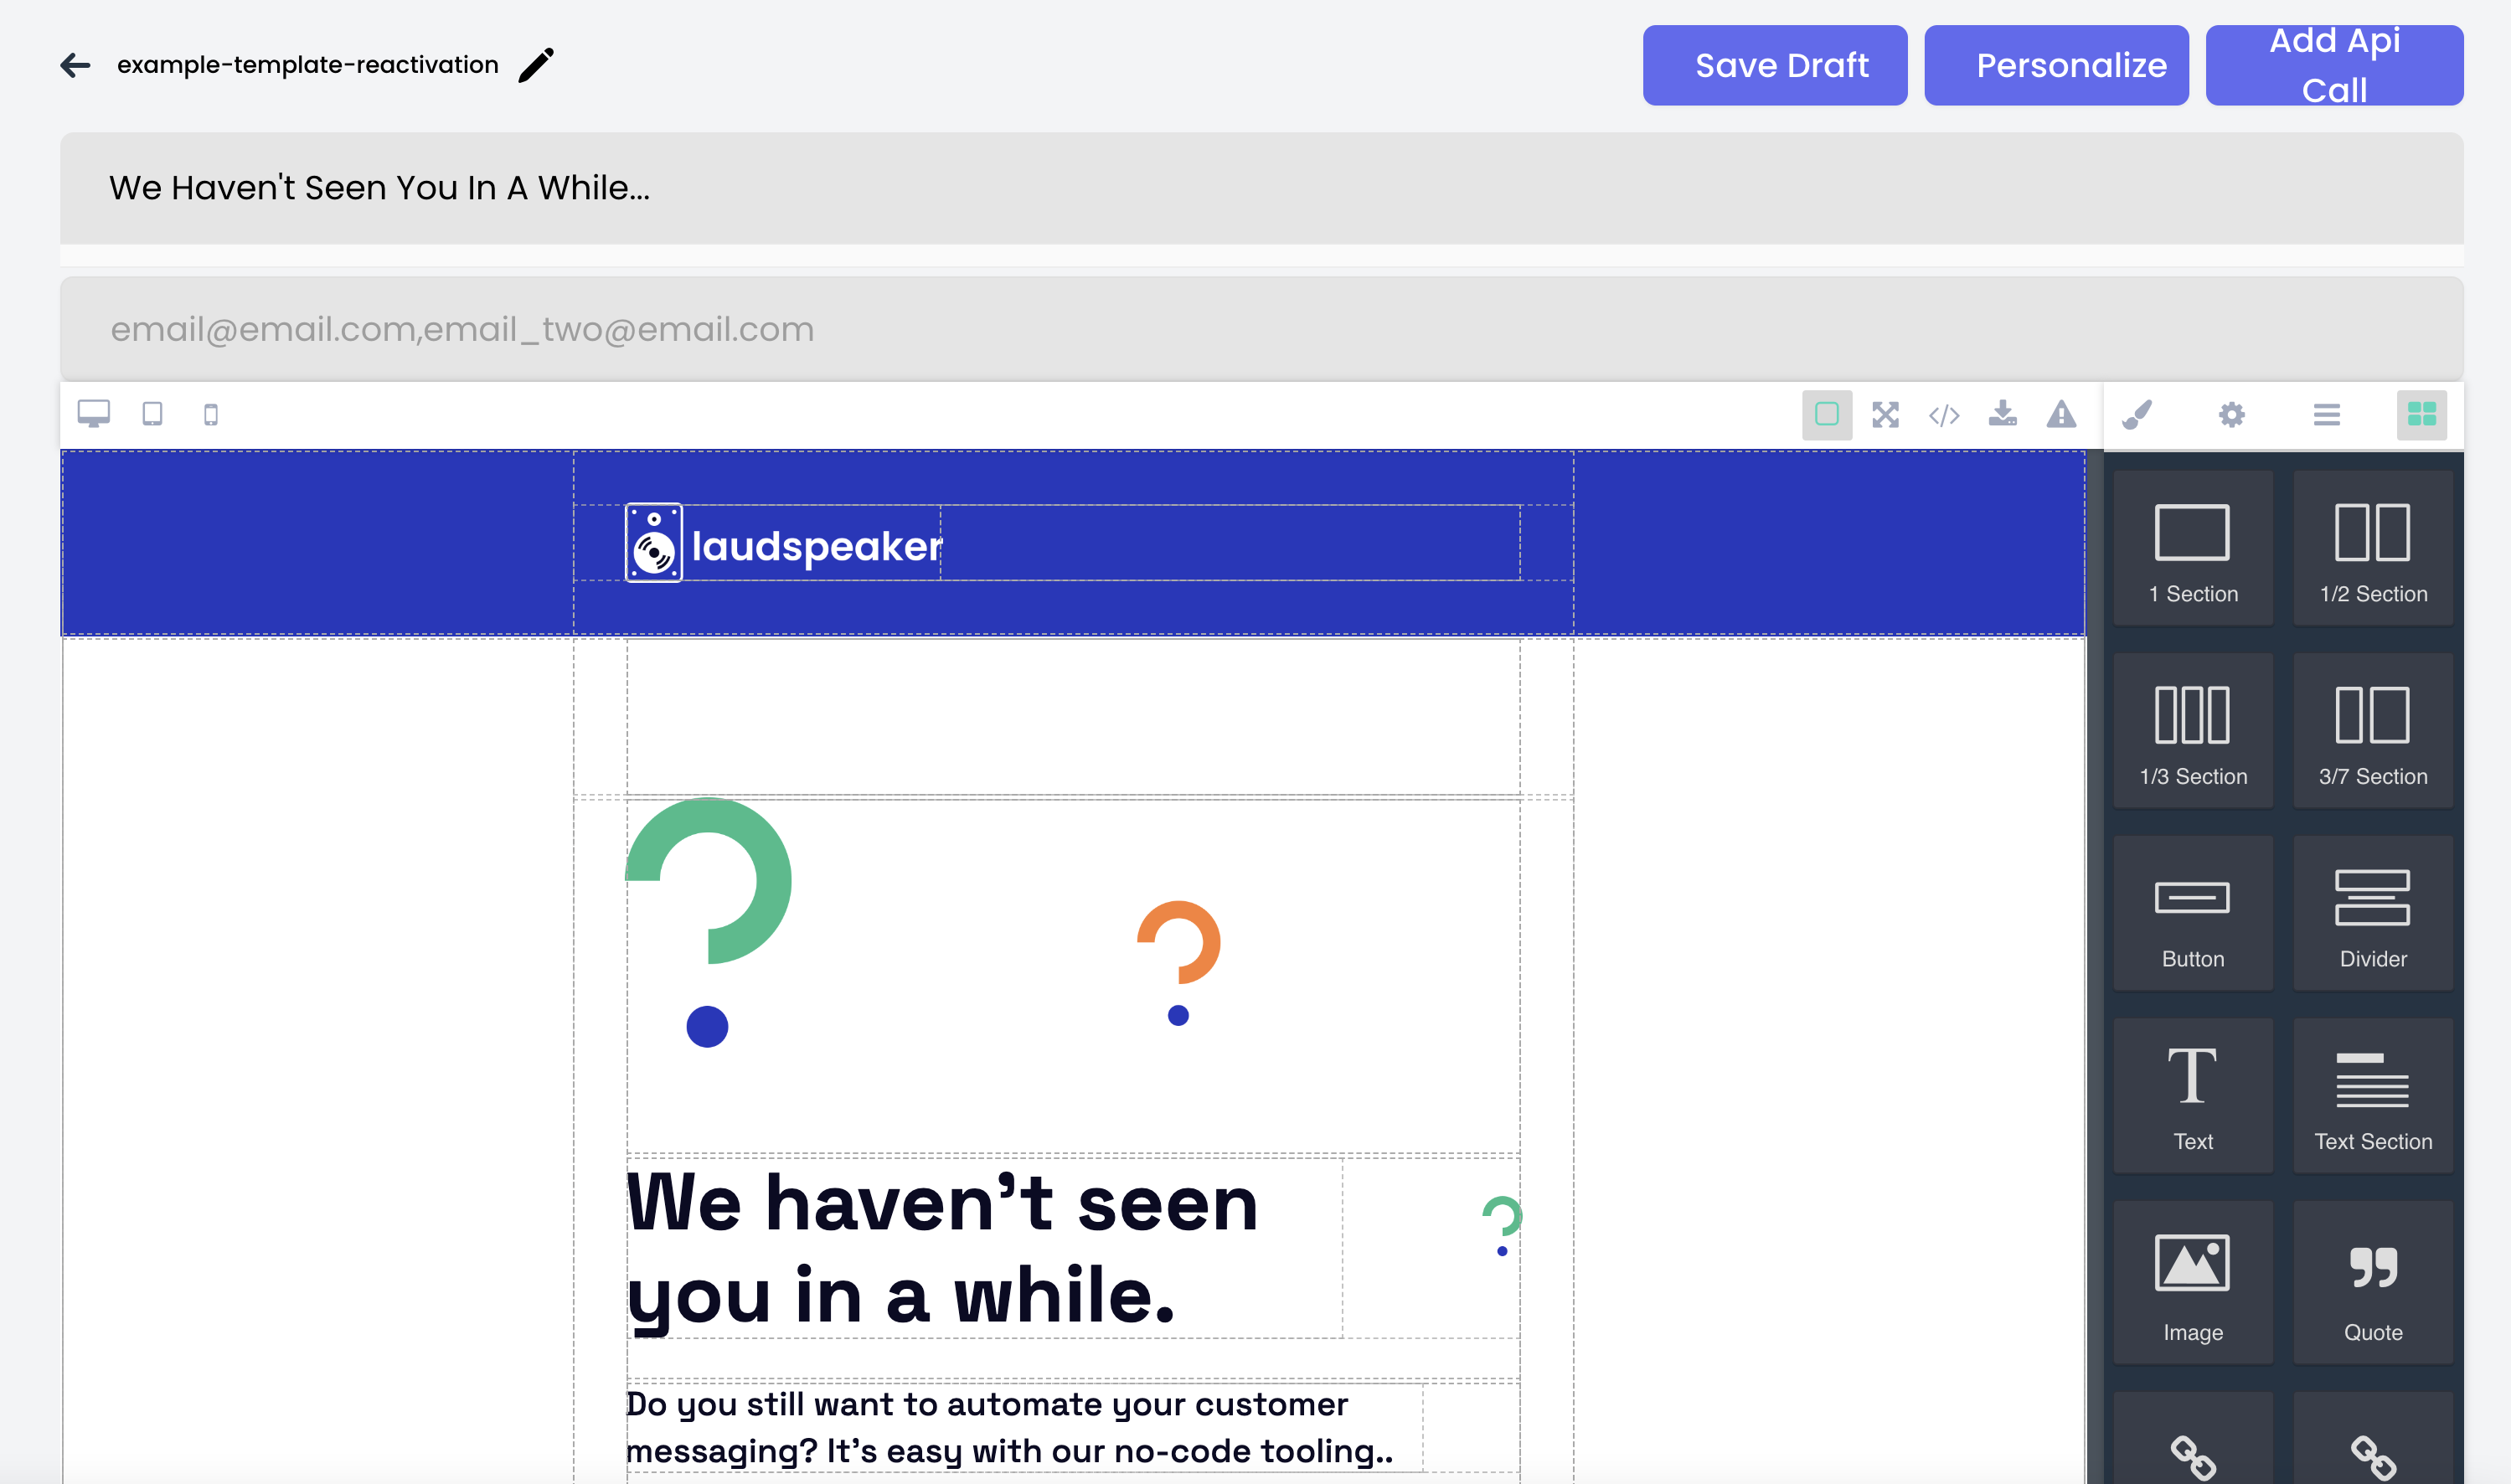 example-template-reactivation
Save Draft
Personalize
Add Api
Call
We Haven't Seen You In A While...
email@email.com,email_two@email.com
laudspeaker
We haven’t seen
you in a while.
Do you still want to automate your customer
messaging? It’s easy with our no-code tooling..
1 Section
1/2 Section
1/3 Section
3/7 Section
Button
Divider
Text
Text Section
Image
Quote